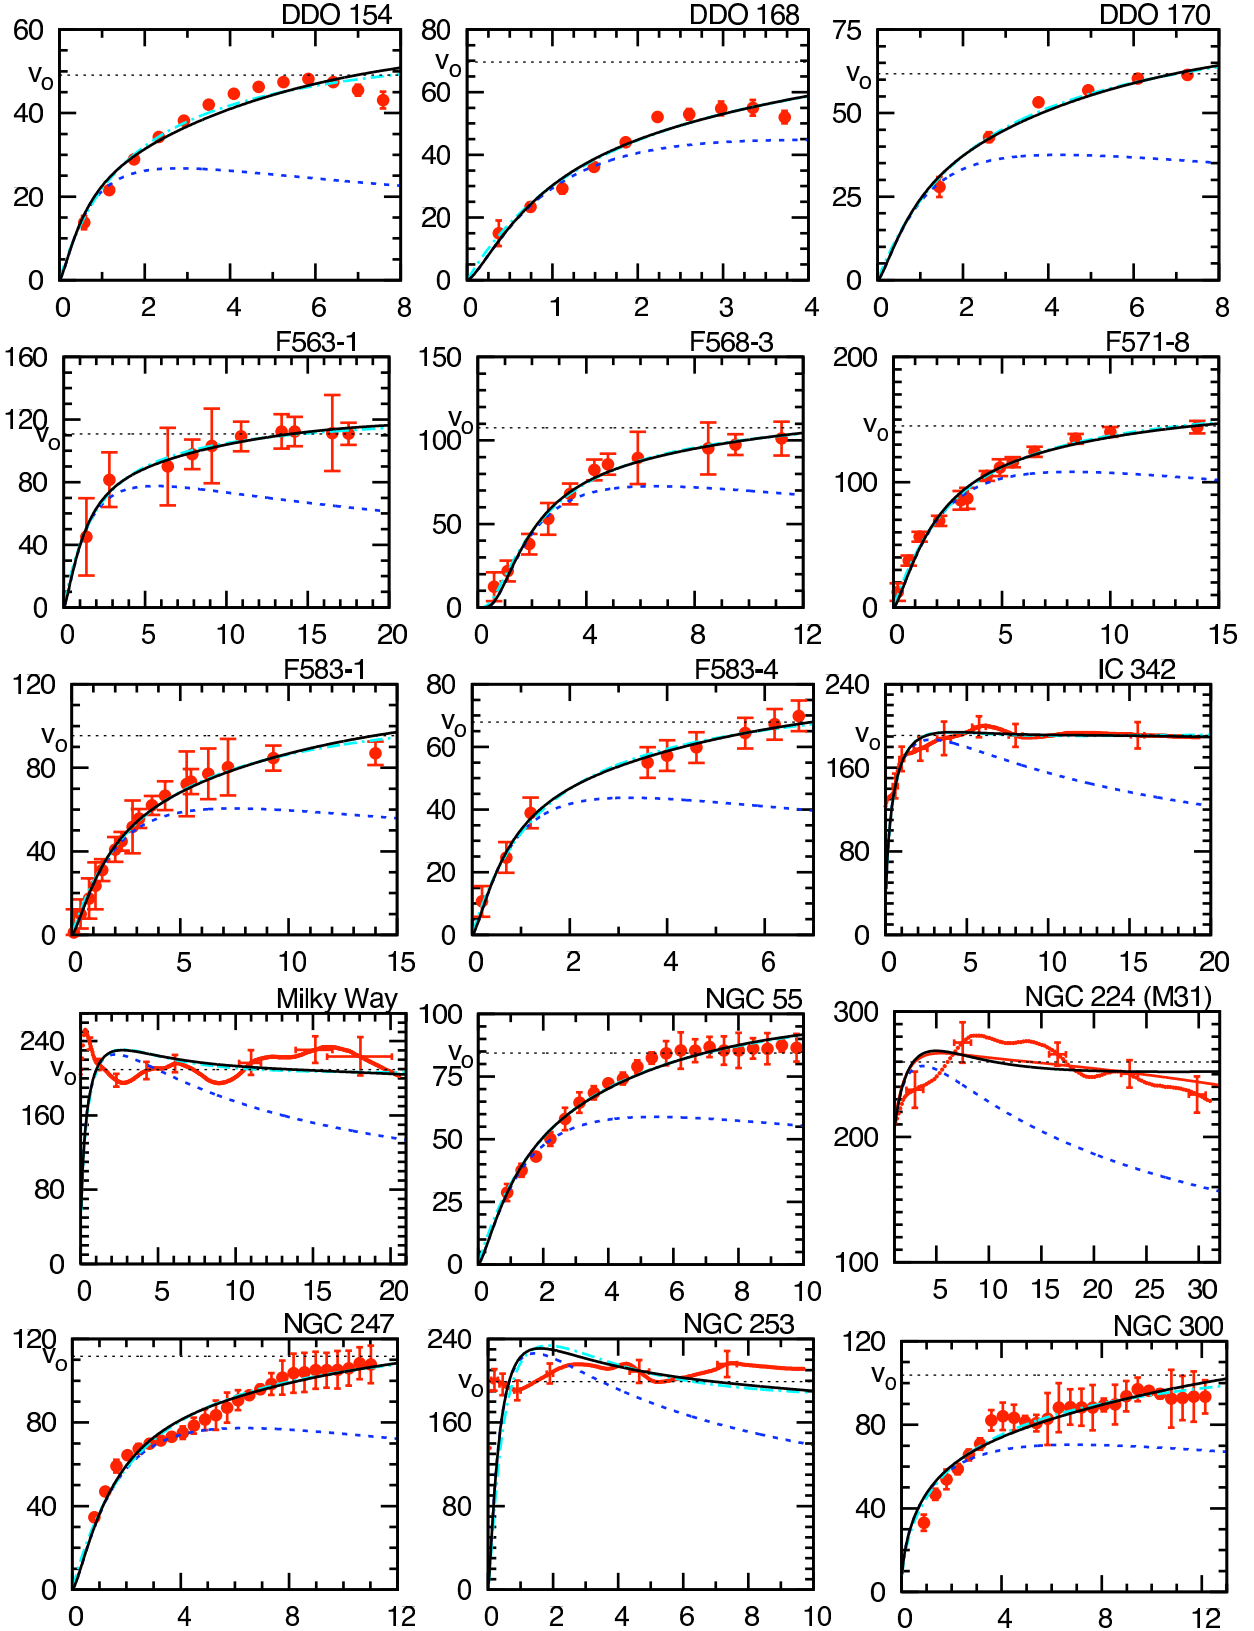 DDO 154
60
v₀
40
20
0
0 2 4 6 8
DDO 168
80
v₀
60
40
20
0
0 1 2 3 4
DDO 170
75
v₀
50
25
0
0 2 4 6 8
F563-1
160
120
v₀
80
40
0
0 5 10 15 20
F568-3
150
v₀
100
50
0
0 4 8 12
F571-8
200
v₀
100
0
0 5 10 15
F583-1
120
v₀
80
40
0
0 5 10 15
F583-4
80
v₀
60
40
20
0
0 2 4 6
IC 342
240
v₀
160
80
0
0 5 10 15 20
Milky Way
240
v₀
160
80
0
0 5 10 15 20
NGC 55
100
v₀
75
50
25
0
0 2 4 6 8 10
NGC 224 (M31)
300
v₀
200
100
5 10 15 20 25 30
NGC 247
120
v₀
80
40
0
0 4 8 12
NGC 253
240
v₀
160
80
0
0 2 4 6 8 10
NGC 300
120
v₀
80
40
0
0 4 8 12